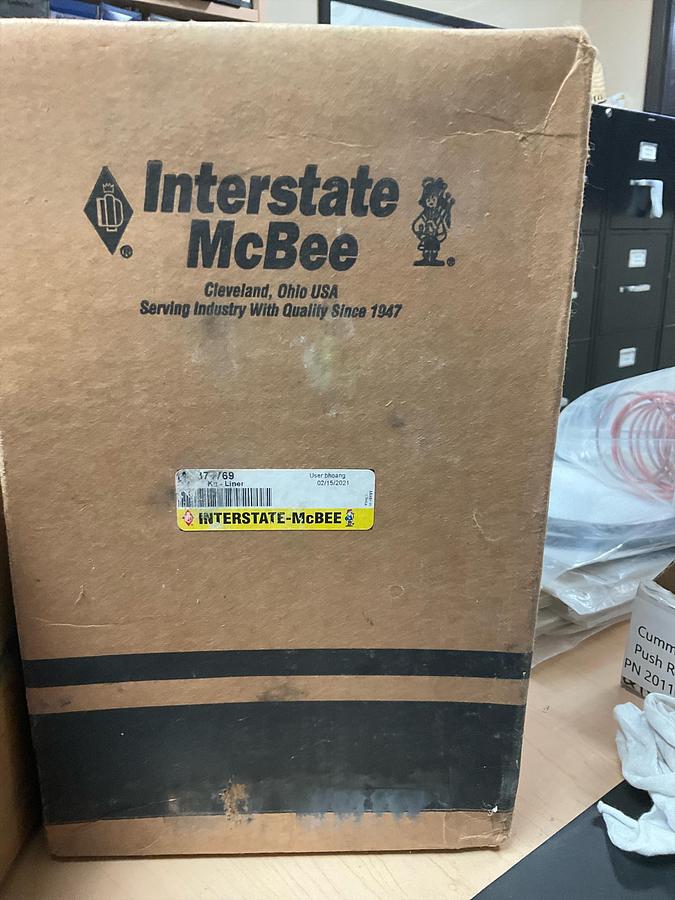 Interstate
McBee
Cleveland, Ohio USA
Serving Industry With Quality Since 1947
User bhoang
Liner
02/15/2021
INTERSTATE-McBEE
Cumm
Push R
PN 2011